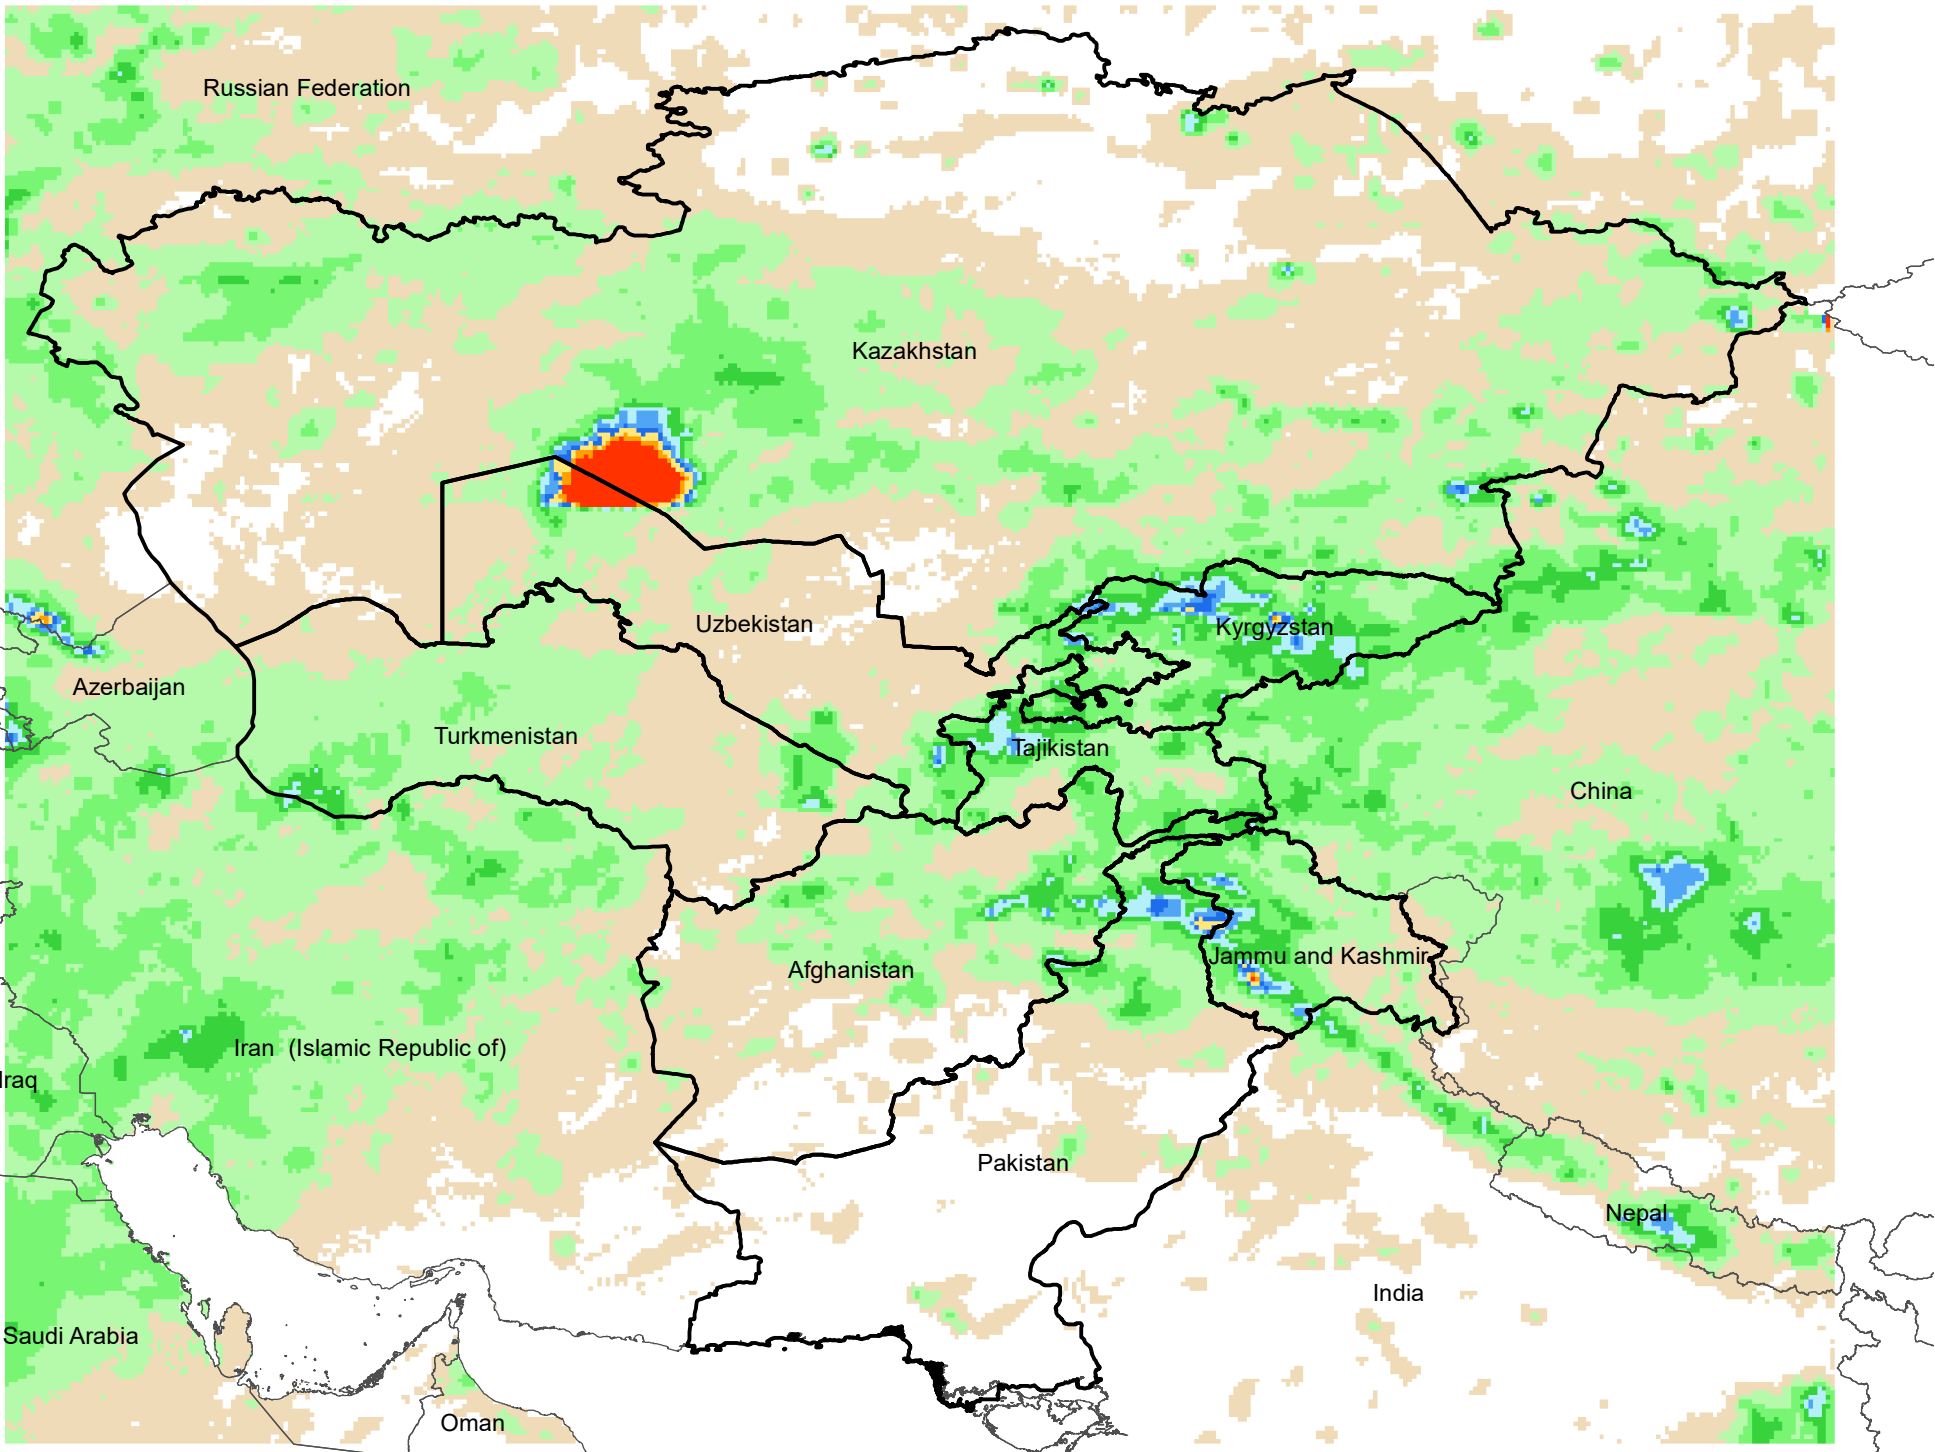 Russian Federation
Kazakhstan
Uzbekistan
Kyrgyzstan
Azerbaijan
Turkmenistan
Tajikistan
China
Jammu and Kashmir
Afghanistan
Iran  (Islamic Republic of)
Iraq
Pakistan
Nepal
India
Saudi Arabia
Oman